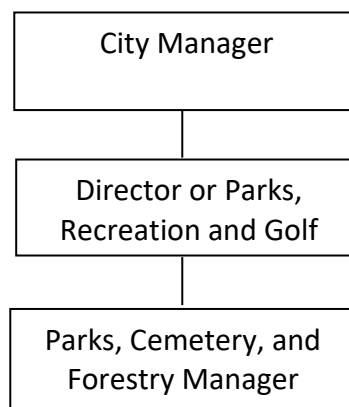 City Manager
Director or Parks,
Recreation and Golf
Parks, Cemetery, and
Forestry Manager